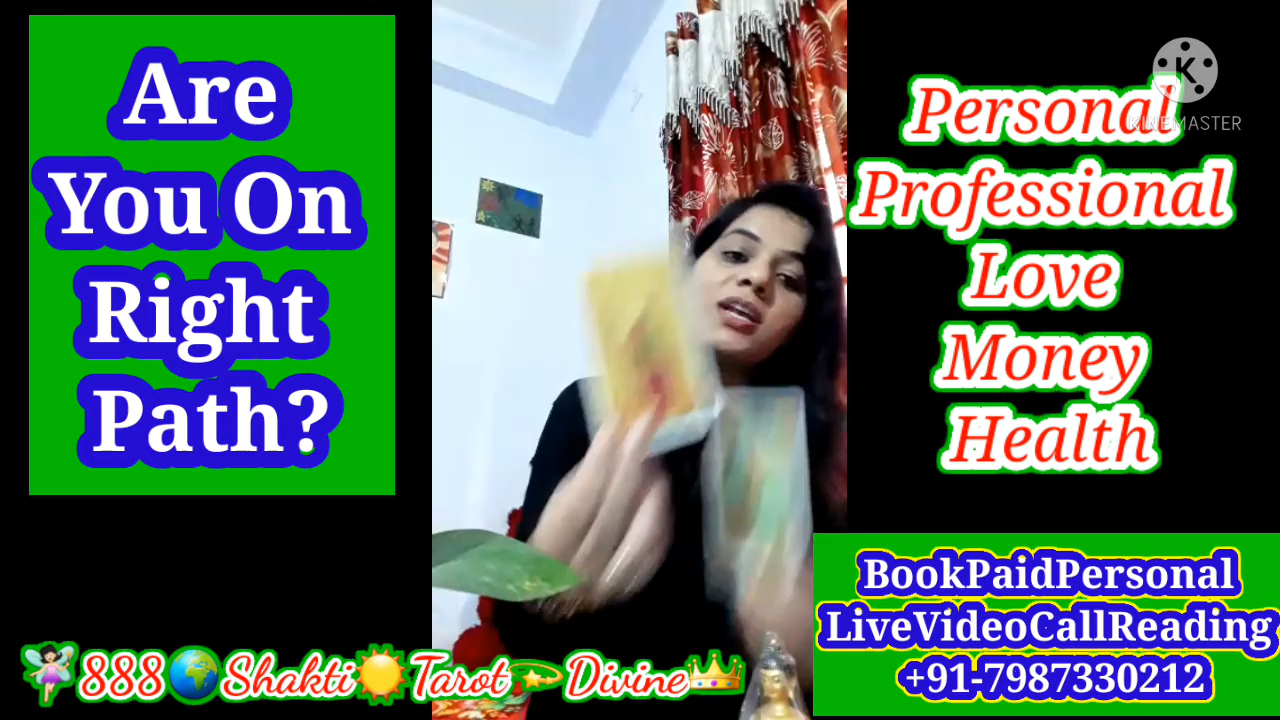 Are
You On
Right
Path?
K
KINEMASTER
Personal
Professional
Love
Money
Health
BookPaidPersonal
LiveVideoCallReading
+91-7987330212
🧚🏻‍♀️888🌍Shakti☀️Tarot💫Divine👑